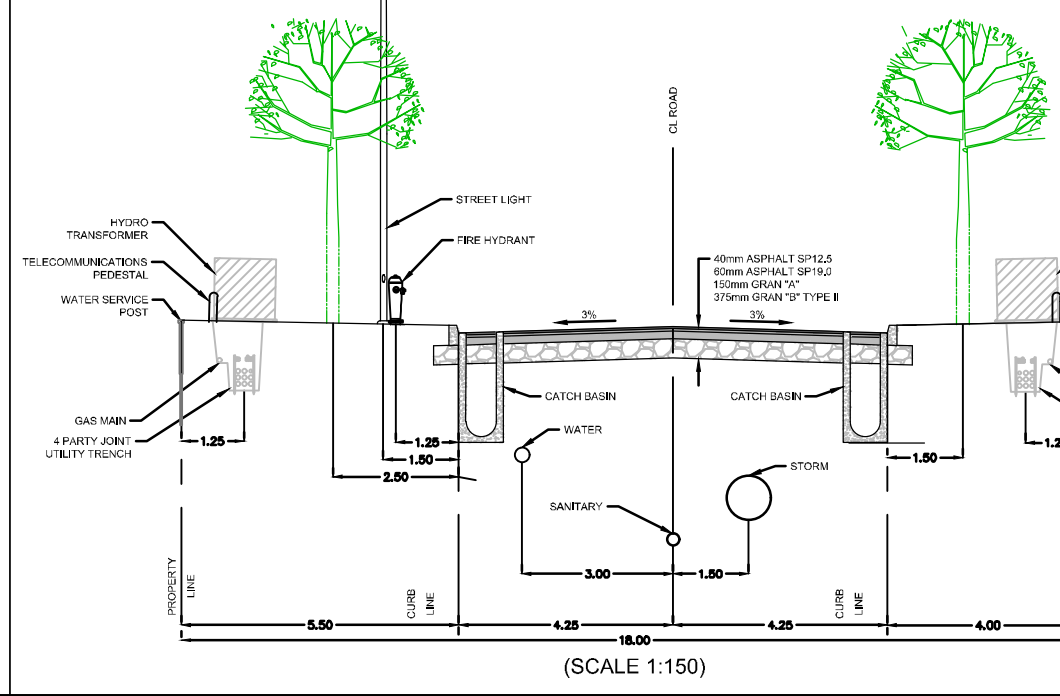 CL ROAD
STREET LIGHT
HYDRO
TRANSFORMER
FIRE HYDRANT
TELECOMMUNICATIONS
PEDESTAL
40mm ASPHALT SP12.5
60mm ASPHALT SP19.0
150mm GRAN "A"
375mm GRAN "B" TYPE II
WATER SERVICE
POST
3%
3%
CATCH BASIN
CATCH BASIN
GAS MAIN
4 PARTY JOINT
UTILITY TRENCH
1.25
1.25
WATER
1.50
1.50
2.50
STORM
SANITARY
3.00
1.50
PROPERTY
LINE
CURB
LINE
CURB
LINE
5.50
4.25
4.25
4.00
18.00
(SCALE 1:150)